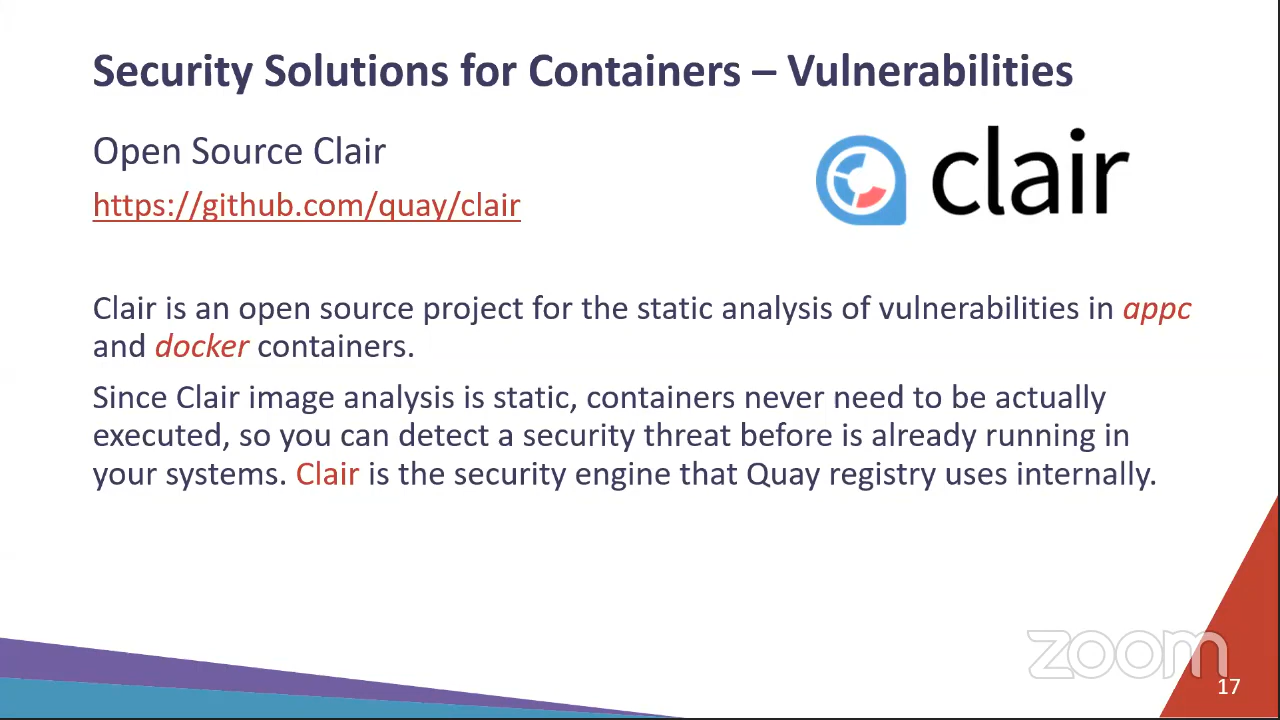 Security Solutions for Containers – Vulnerabilities
Open Source Clair
clair
https://github.com/quay/clair
Clair is an open source project for the static analysis of vulnerabilities in appc
and docker containers.
Since Clair image analysis is static, containers never need to be actually
executed, so you can detect a security threat before is already running in
your systems. Clair is the security engine that Quay registry uses internally.
zoom
17